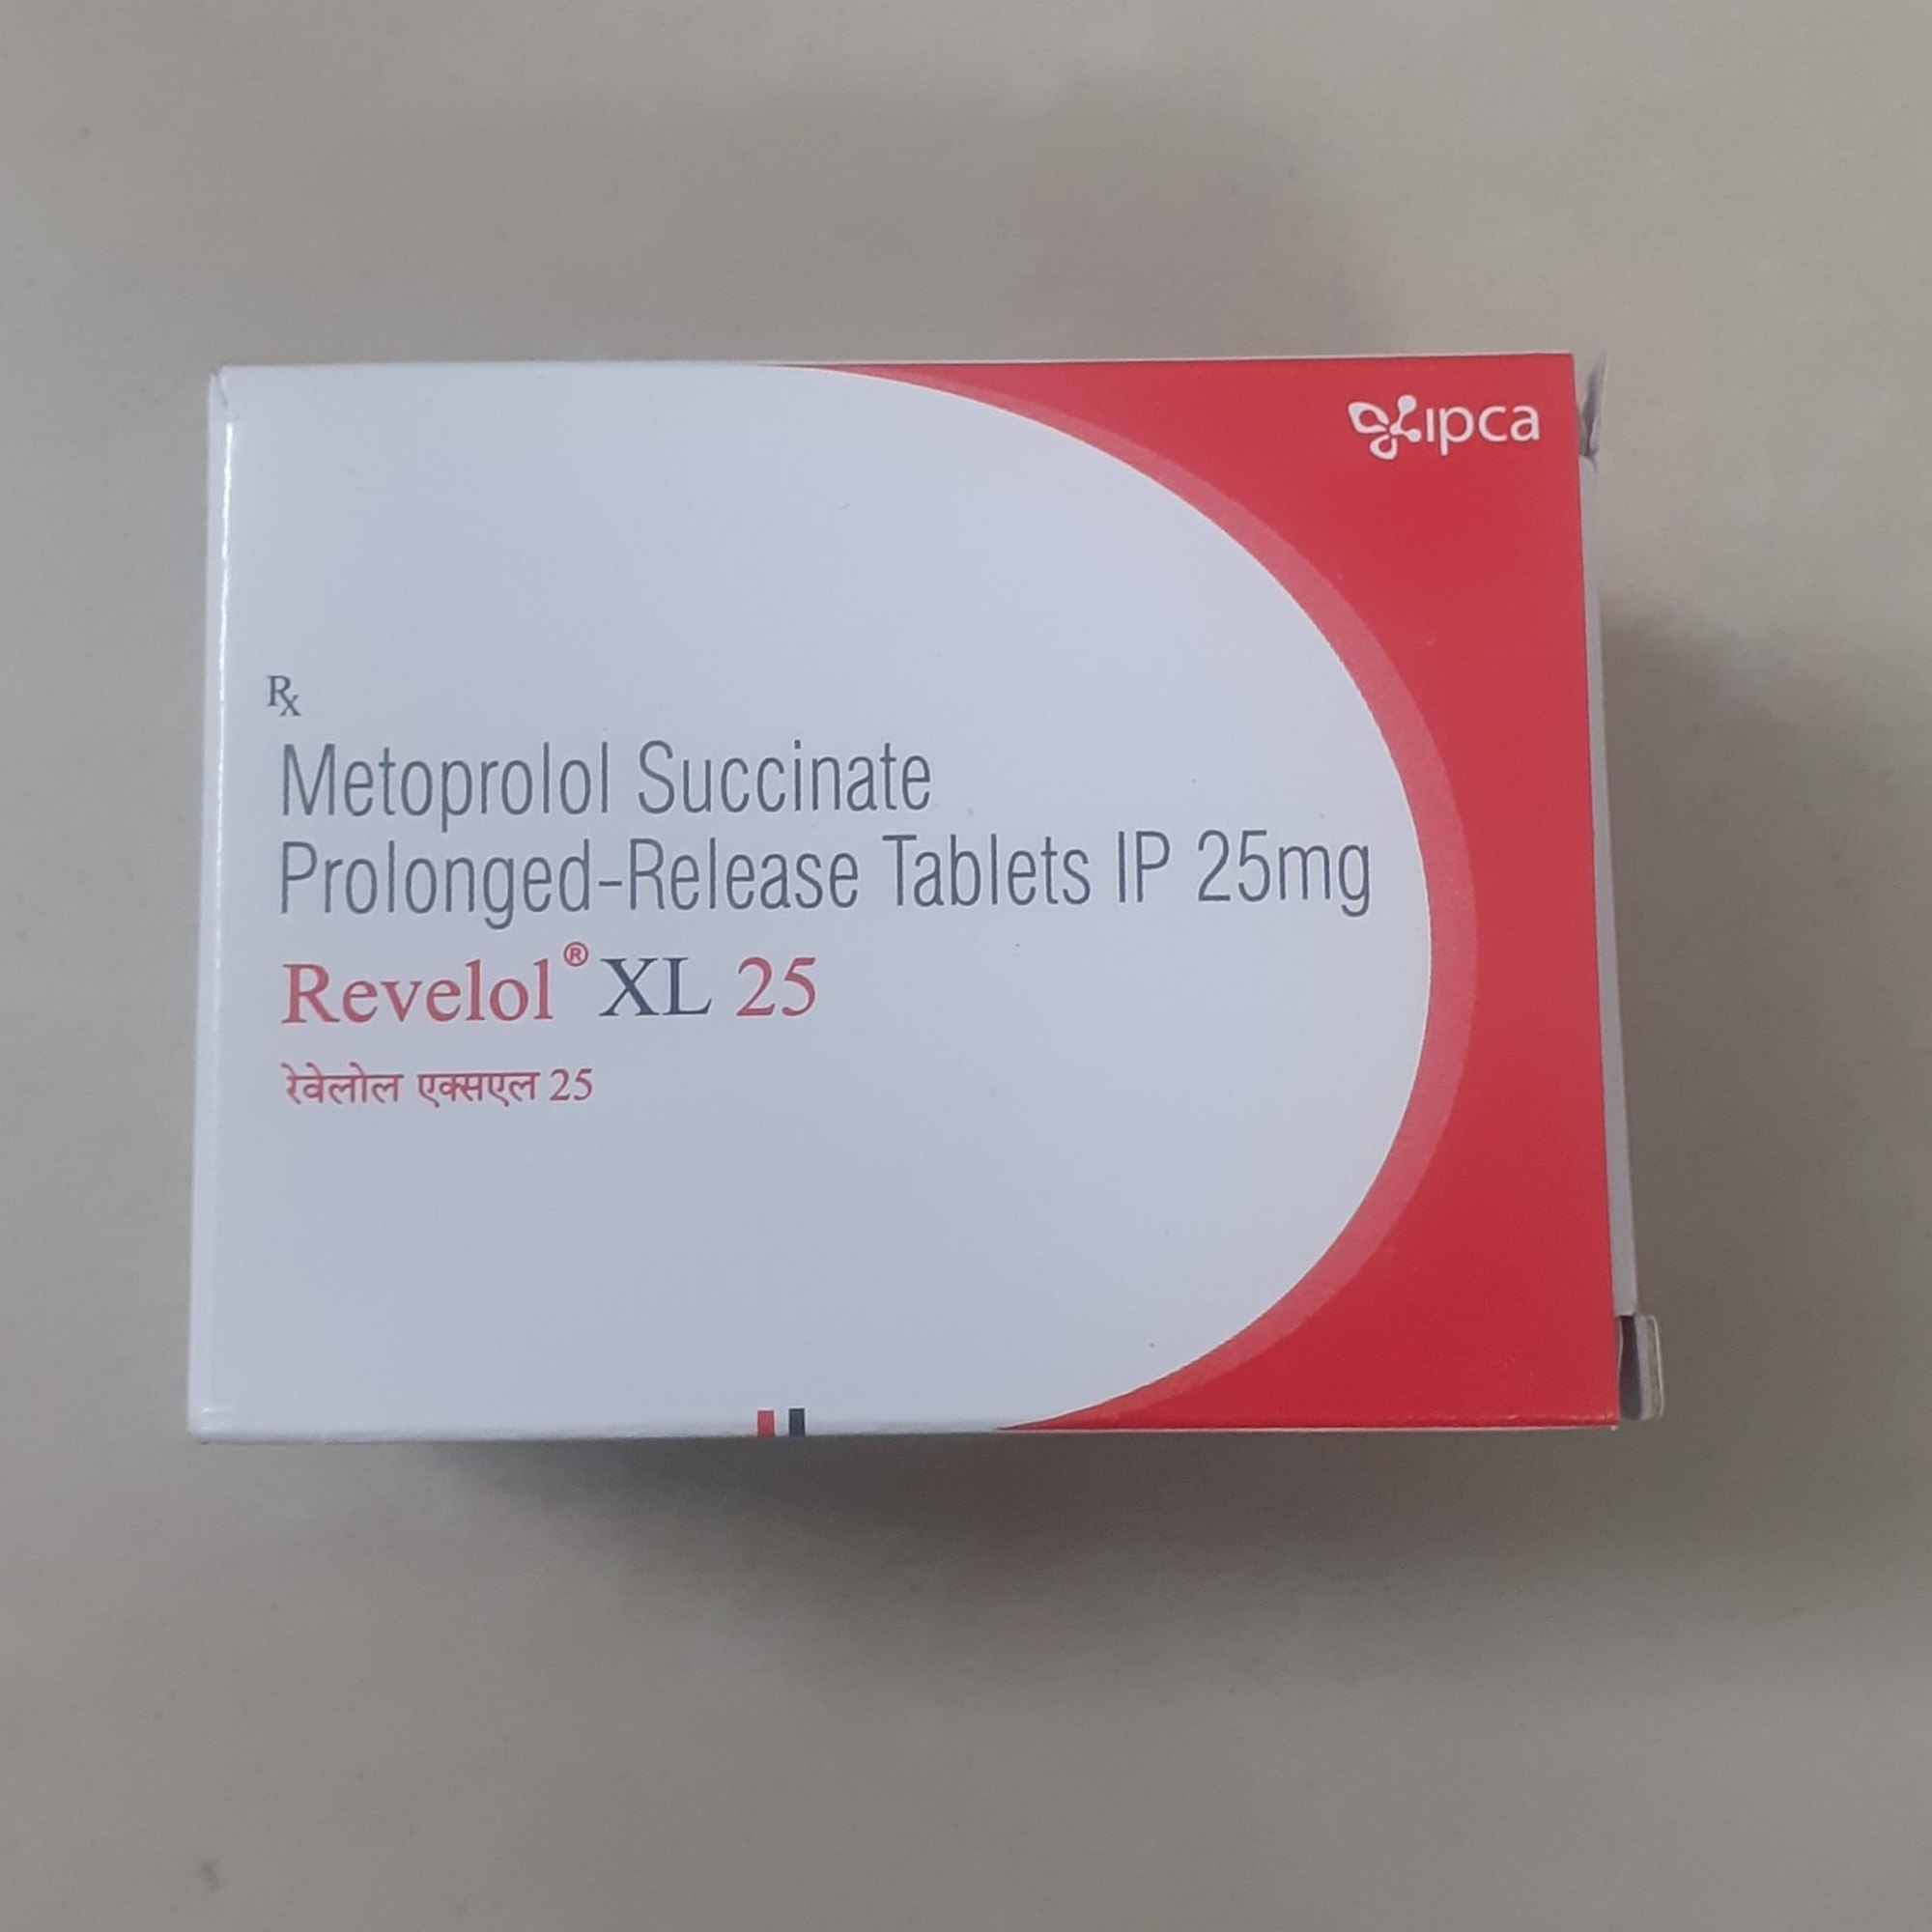 ipca
Rx
Metoprolol Succinate
Prolonged-Release Tablets IP 25mg
Revelol® XL 25
रेवेलोल एक्सएल 25